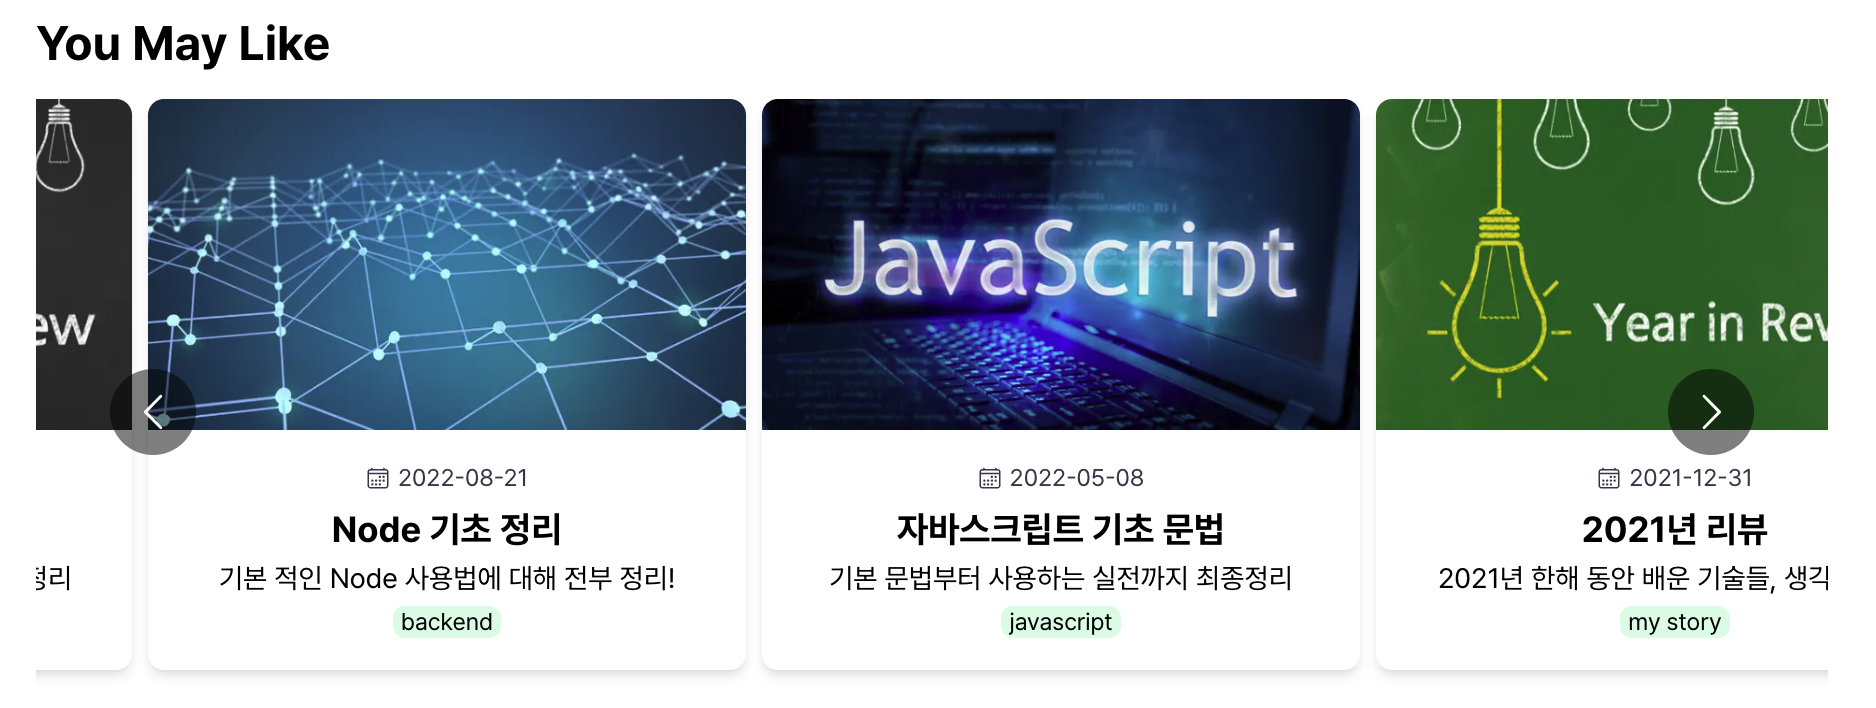 You May Like
ew
정리
2022-08-21
Node 기초 정리
기본 적인 Node 사용법에 대해 전부 정리!
backend
JavaScript
2022-05-08
자바스크립트 기초 문법
기본 문법부터 사용하는 실전까지 최종정리
javascript
Year in Rev
2021-12-31
2021년 리뷰
2021년 한해 동안 배운 기술들, 생각
my story